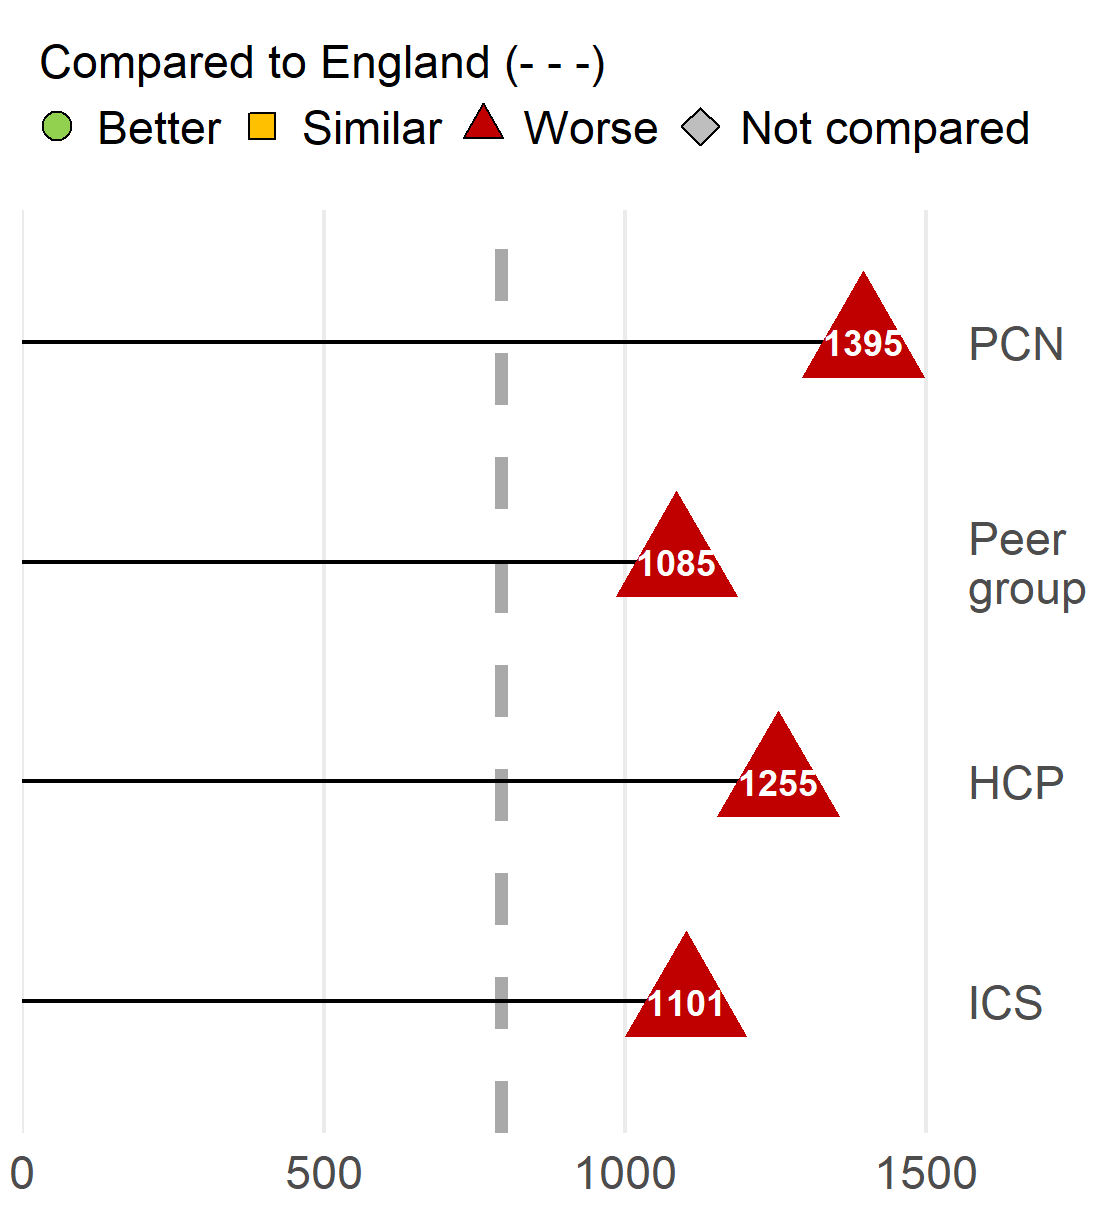 Compared to England (- - -)
Better Similar Worse Not compared
1395 PCN
1085 Peer
group
1255 HCP
1101 ICS
0 500 1000 1500